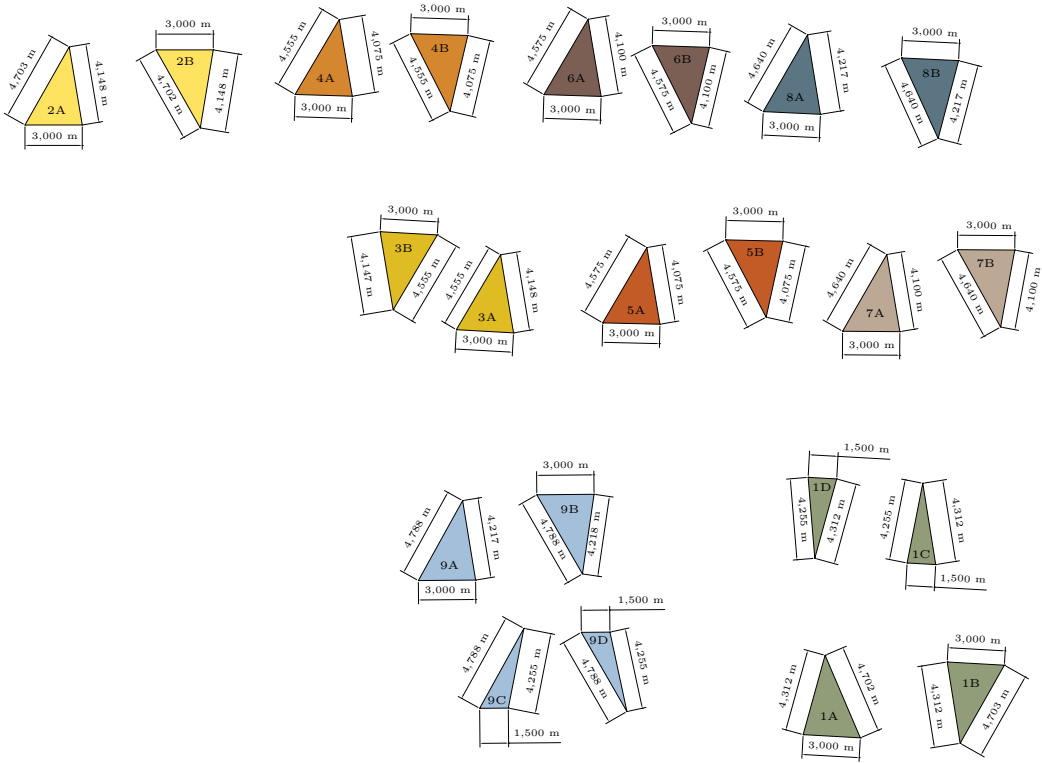 4,703 m
4,148 m
2A
3,000 m
3,000 m
2B
4,702 m
4,148 m
4,555 m
4,075 m
4A
3,000 m
3,000 m
4B
4,555 m
4,075 m
4,575 m
4,100 m
6A
3,000 m
3,000 m
6B
4,575 m
4,100 m
4,640 m
4,217 m
8A
3,000 m
3,000 m
8B
4,640 m
4,217 m
3,000 m
3B
4,147 m
4,555 m
4,555 m
4,148 m
3A
3,000 m
4,575 m
4,075 m
5A
3,000 m
3,000 m
5B
4,575 m
4,075 m
4,640 m
4,100 m
7A
3,000 m
3,000 m
7B
4,640 m
4,100 m
4,788 m
4,217 m
9A
3,000 m
3,000 m
9B
4,788 m
4,218 m
1,500 m
1D
4,255 m
4,312 m
4,255 m
4,312 m
1C
1,500 m
4,788 m
4,255 m
9C
1,500 m
1,500 m
9D
4,788 m
4,255 m
4,312 m
4,702 m
1A
3,000 m
3,000 m
1B
4,312 m
4,703 m